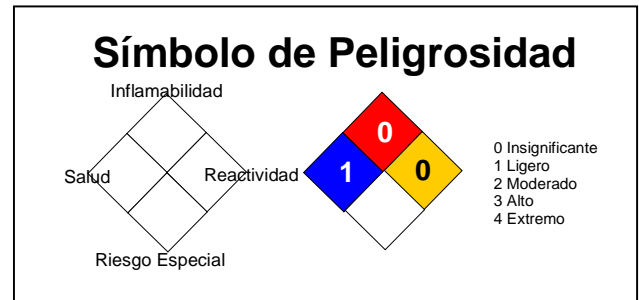 Símbolo de Peligrosidad
Inflamabilidad
Salud
Reactividad
Riesgo Especial
0
1
0
0 Insignificante
1 Ligero
2 Moderado
3 Alto
4 Extremo